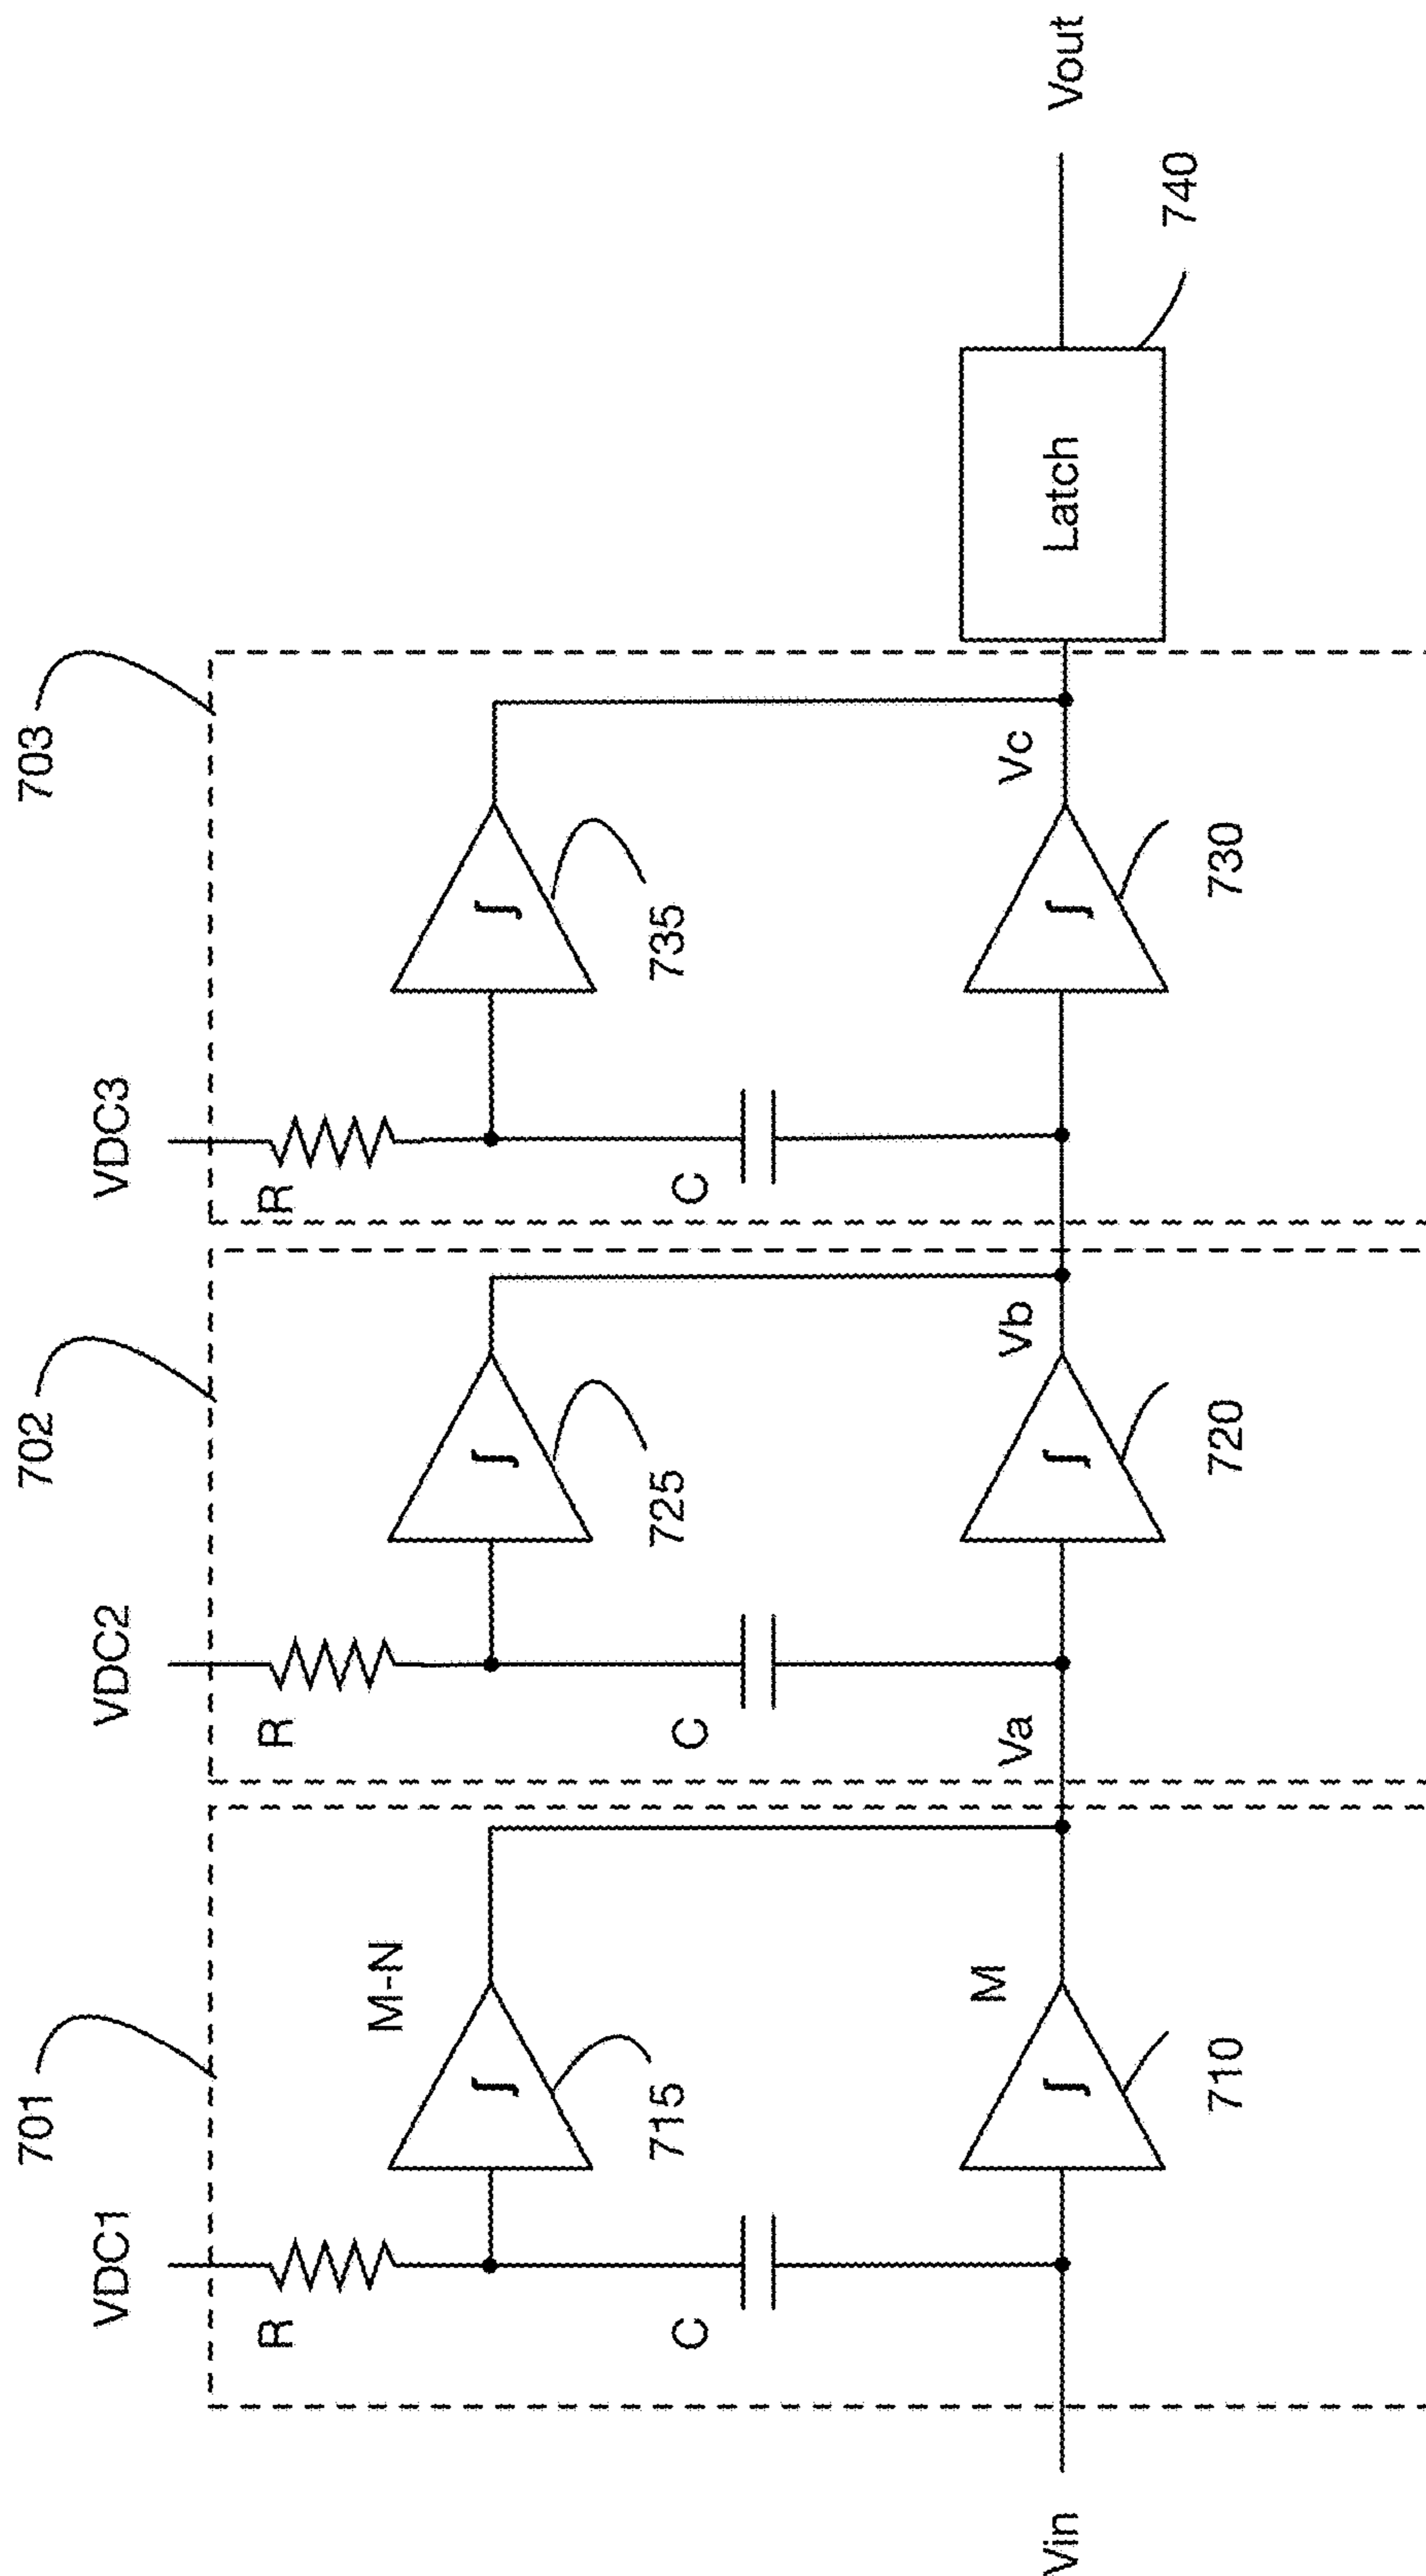 701
702
703
VDC1
VDC2
VDC3
R
R
R
M-N
∫
∫
∫
715
725
735
C
C
C
M
Va
Vb
Vc
Vin
∫
∫
∫
Latch
Vout
710
720
730
740